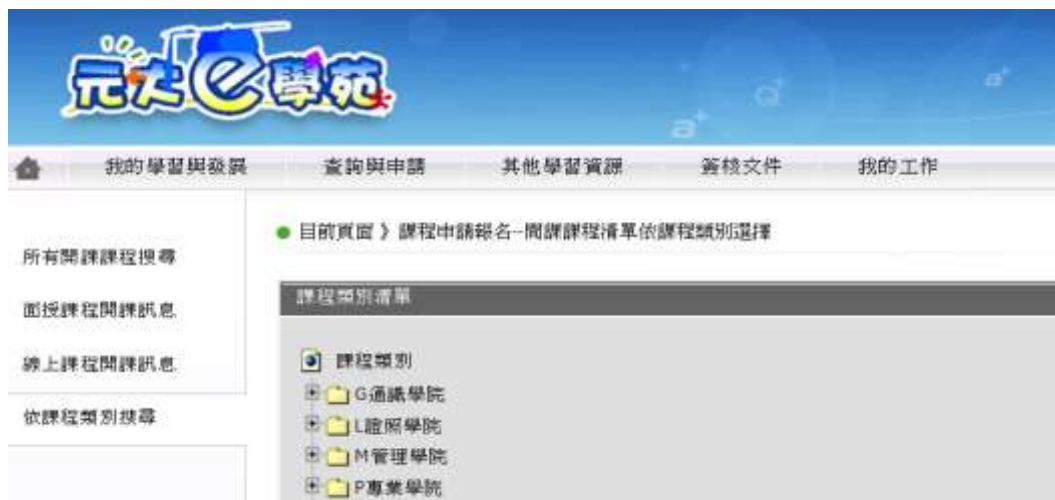 元大e學苑
我的學習與發展 查詢與申請 其他學習資源 簽核文件 我的工作
所有開課課程搜尋
面授課程開課訊息
線上課程開課訊息
依課程類別搜尋
目前頁面 》課程申請報名--開課課程清單依課程類別選擇
課程類別清單
課程類別
G通識學院
L證照學院
M管理學院
P專業學院